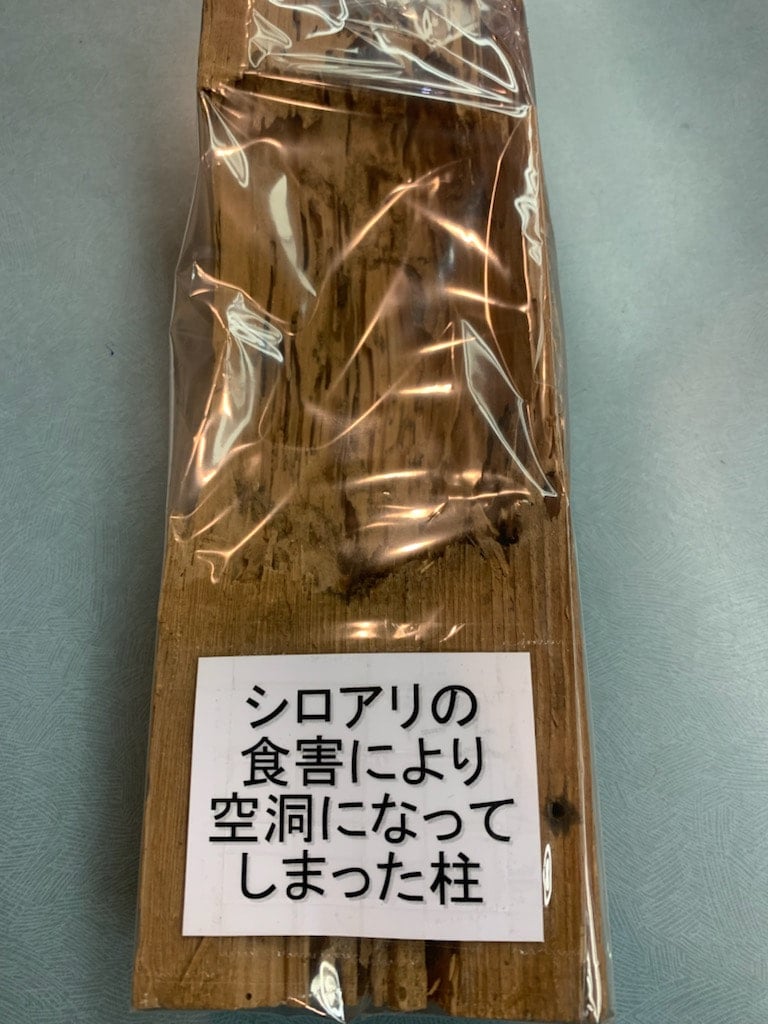 シロアリの
食害により
空洞になって
しまった柱